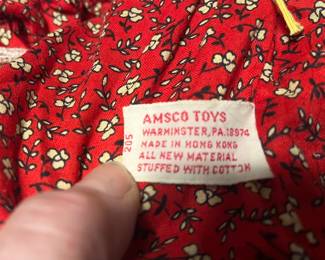 AMSCO TOYS
WARMINSTER, PA. 18974
MADE IN HONG KONG
ALL NEW MATERIAL
STUFFED WITH COTTON
205